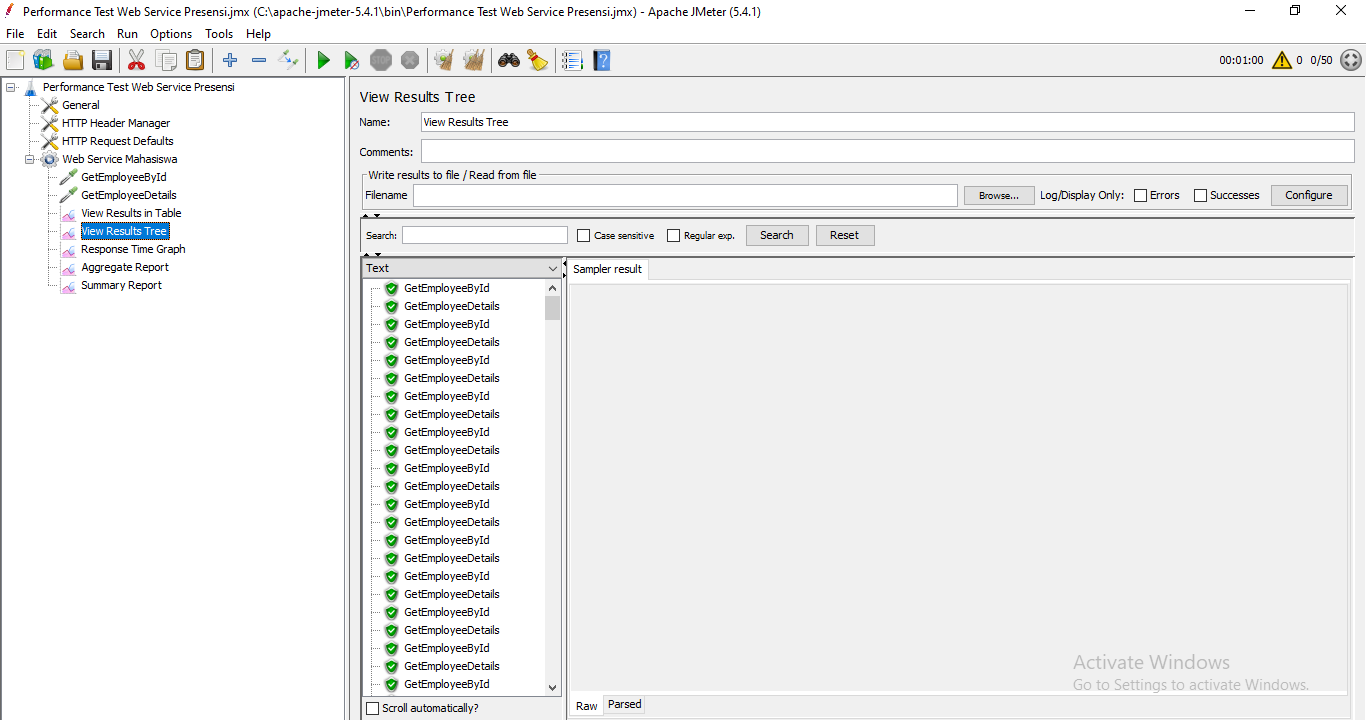 Performance Test Web Service Presensi.jmx (C:\apache-jmeter-5.4.1\bin\Performance Test Web Service Presensi.jmx) - Apache JMeter (5.4.1)
File Edit Search Run Options Tools Help
STOP
?
00:01:00 0 0/50
Performance Test Web Service Presensi
General
HTTP Header Manager
HTTP Request Defaults
Web Service Mahasiswa
GetEmployeeById
GetEmployeeDetails
View Results in Table
View Results Tree
Response Time Graph
Aggregate Report
Summary Report
View Results Tree
Name: View Results Tree
Comments:
Write results to file / Read from file
Filename Browse... Log/Display Only: Errors Successes Configure
Search: Case sensitive Regular exp. Search Reset
Text
GetEmployeeById
GetEmployeeDetails
GetEmployeeById
GetEmployeeDetails
GetEmployeeById
GetEmployeeDetails
GetEmployeeById
GetEmployeeDetails
GetEmployeeById
GetEmployeeDetails
GetEmployeeById
GetEmployeeDetails
GetEmployeeById
GetEmployeeDetails
GetEmployeeById
GetEmployeeDetails
GetEmployeeById
GetEmployeeDetails
GetEmployeeById
GetEmployeeDetails
GetEmployeeById
GetEmployeeDetails
GetEmployeeById
Scroll automatically?
Sampler result
Raw Parsed
Activate Windows
Go to Settings to activate Windows.